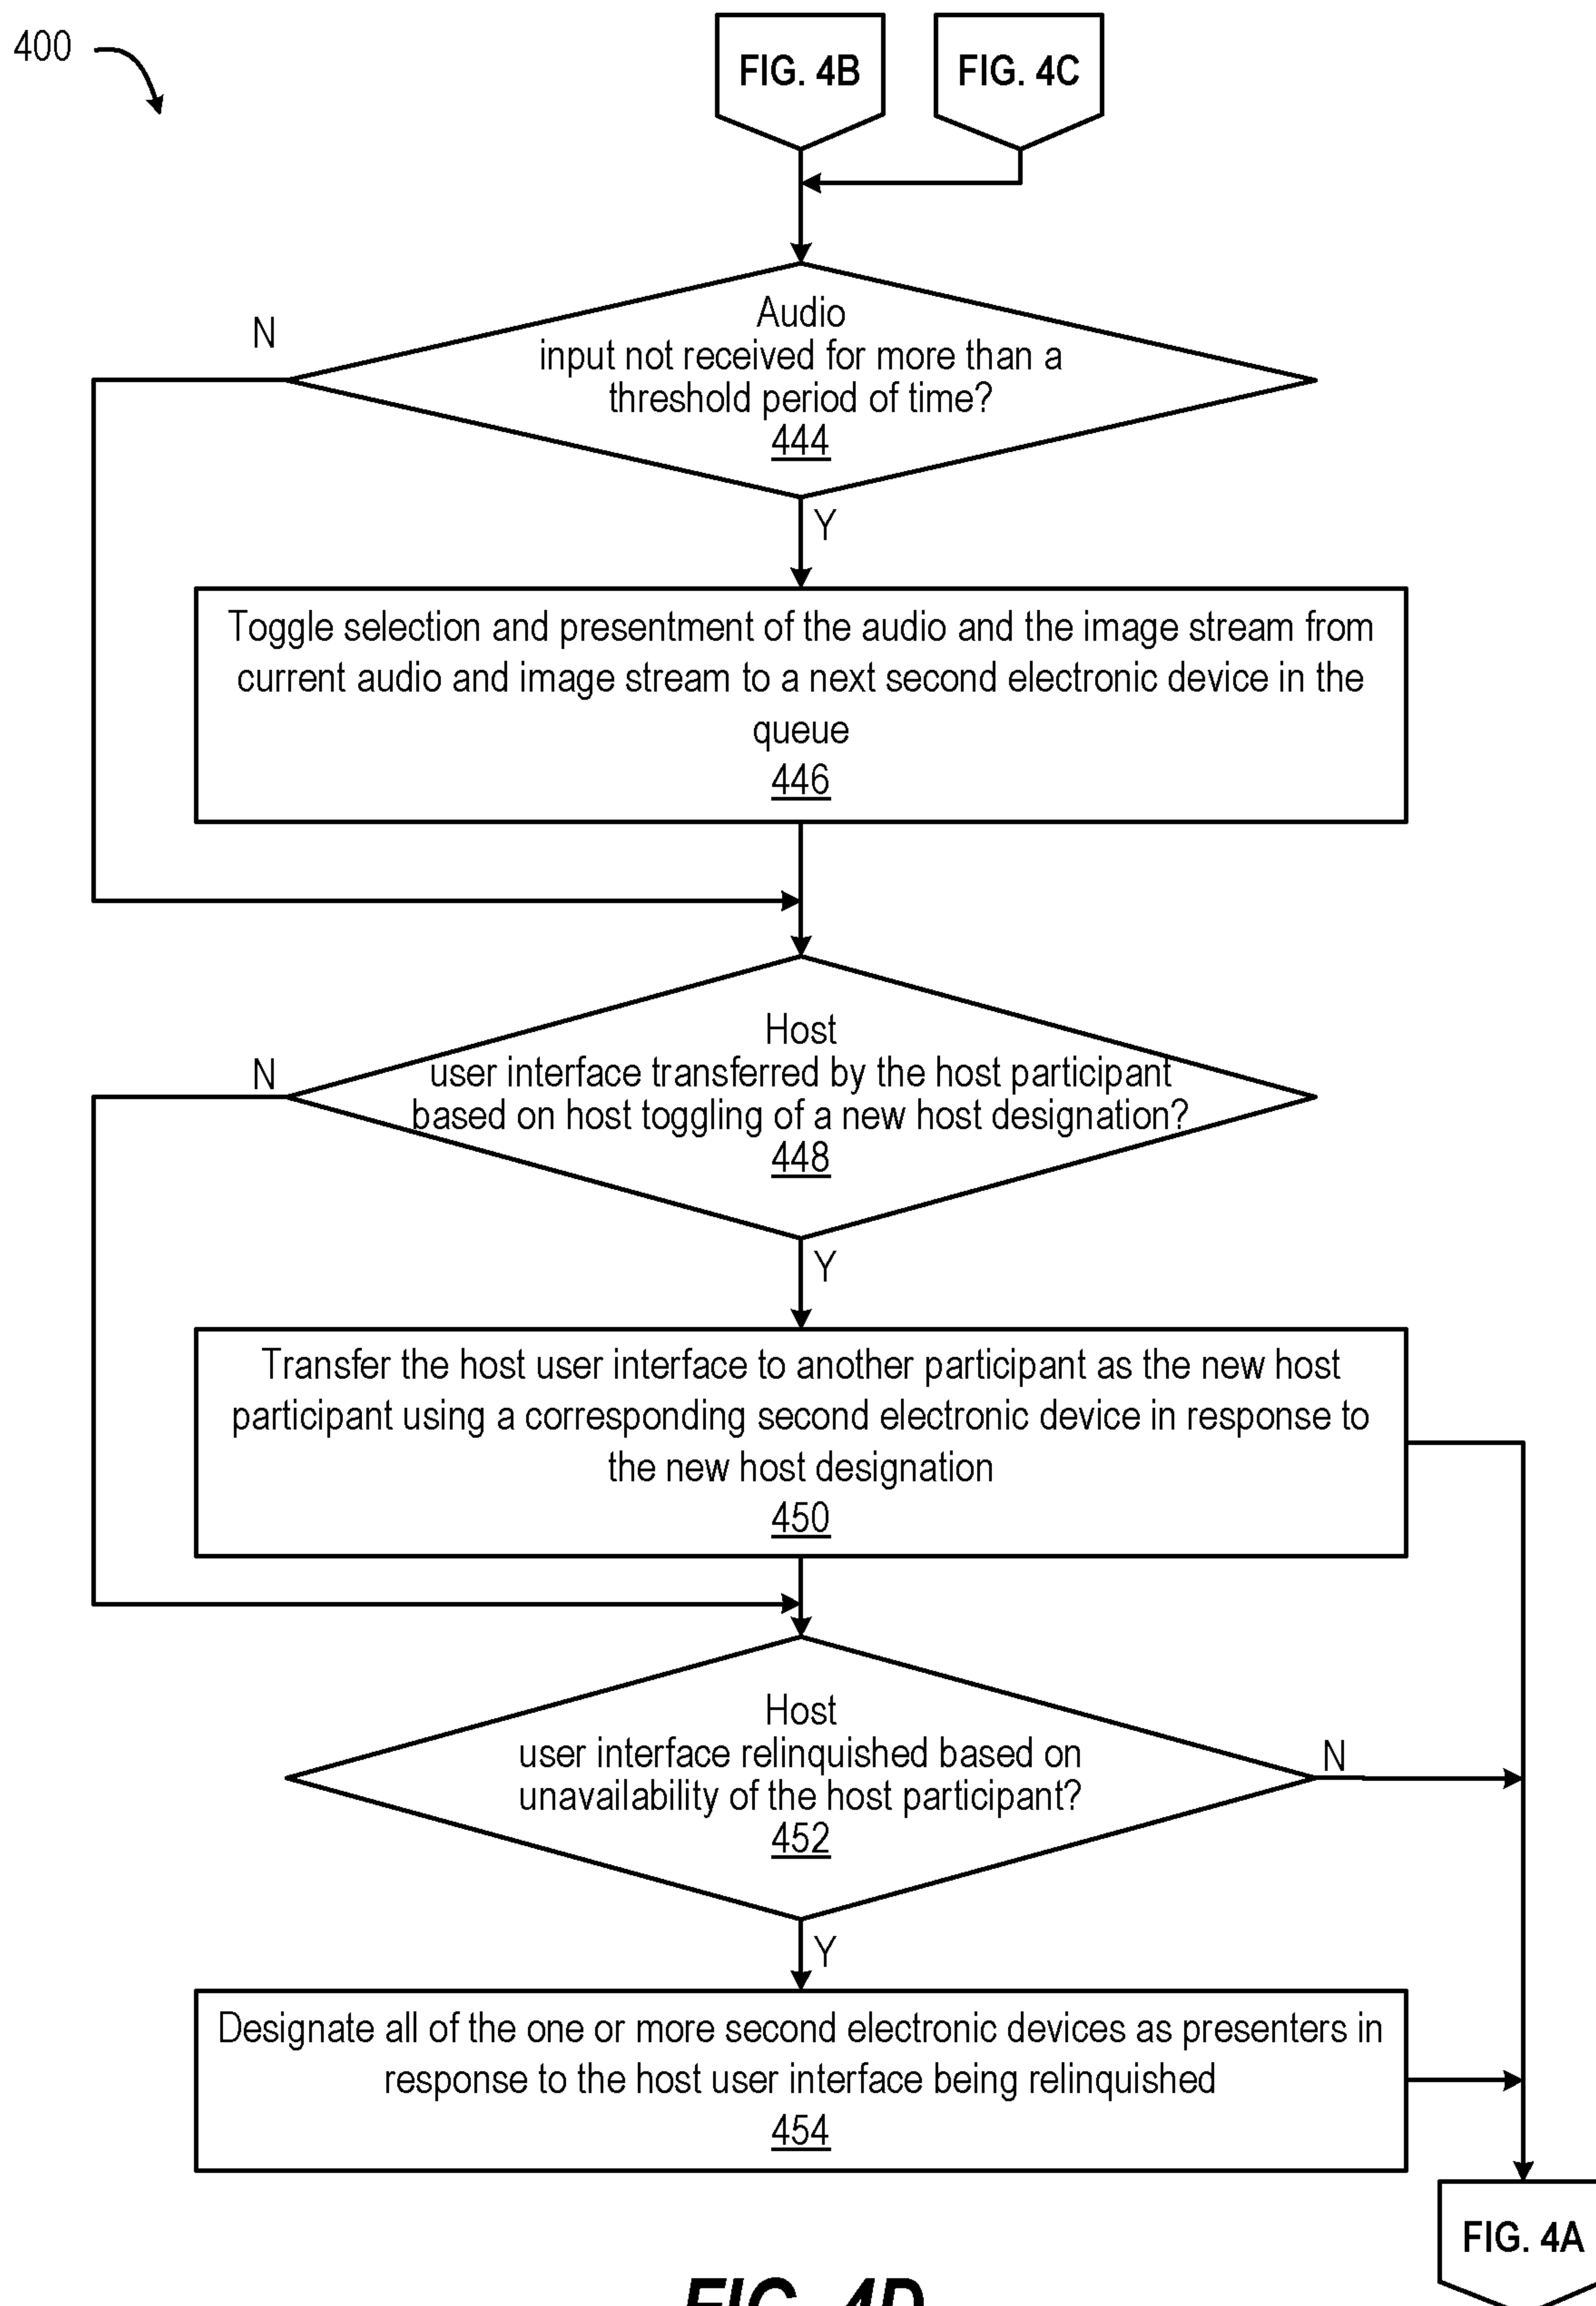 400
FIG. 4B
FIG. 4C
Audio
input not received for more than a
threshold period of time?
444
N
Y
Toggle selection and presentment of the audio and the image stream from
current audio and image stream to a next second electronic device in the
queue
446
Host
user interface transferred by the host participant
based on host toggling of a new host designation?
448
N
Y
Transfer the host user interface to another participant as the new host
participant using a corresponding second electronic device in response to
the new host designation
450
Host
user interface relinquished based on
unavailability of the host participant?
452
N
Y
Designate all of the one or more second electronic devices as presenters in
response to the host user interface being relinquished
454
FIG. 4A
FIG. 4D